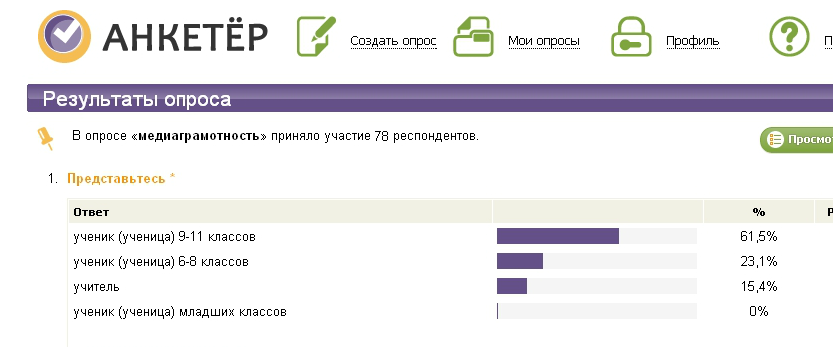 АНКЕТЁР
Создать опрос
Мои опросы
Профиль
Результаты опроса
В опросе «медиаграмотность» приняло участие 78 респондентов.
1. Представьтесь *
Ответ %
ученик (ученица) 9-11 классов 61,5%
ученик (ученица) 6-8 классов 23,1%
учитель 15,4%
ученик (ученица) младших классов 0%